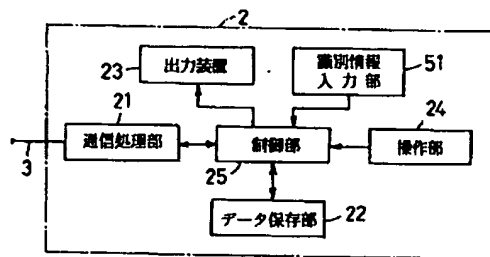 2
23
出力装置
識別情報
入力部
51
21
通信処理部
制御部
25
24
操作部
3
データ保存部
22